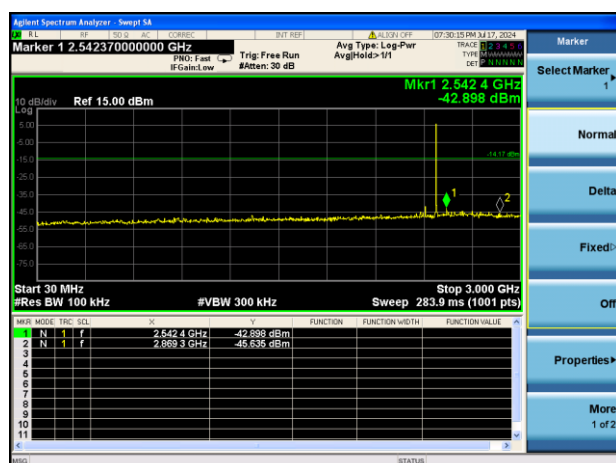 Agilent Spectrum Analyzer - Swept SA
RL RF 50 Ω AC CORREC INT REF ALIGN OFF 07:30:15 PM Jul 17, 2024
Marker 1 2.542370000000 GHz
PNO: Fast
IFGain:Low
Trig: Free Run
#Atten: 30 dB
Avg Type: Log-Pwr
Avg|Hold:> 1/1
TRACE 1 2 3 4 5 6
TYPE M
DET P N N N N N
Mkr1 2.542 4 GHz
-42.898 dBm
10 dB/div Ref 15.00 dBm
Log
5.00
-5.00
-15.0
-14.17 dBm
-25.0
-35.0
-45.0
-55.0
-65.0
-75.0
1
2
Start 30 MHz Stop 3.000 GHz
#Res BW 100 kHz #VBW 300 kHz Sweep 283.9 ms (1001 pts)
MKR MODE TRC SCL X Y FUNCTION FUNCTION WIDTH FUNCTION VALUE
1 N 1 f 2.542 4 GHz -42.898 dBm
2 N 1 f 2.869 3 GHz -45.635 dBm
3
4
5
6
7
8
9
10
11
MSG STATUS
Marker
Select Marker
1
Normal
Delta
Fixed
Off
Properties
More
1 of 2